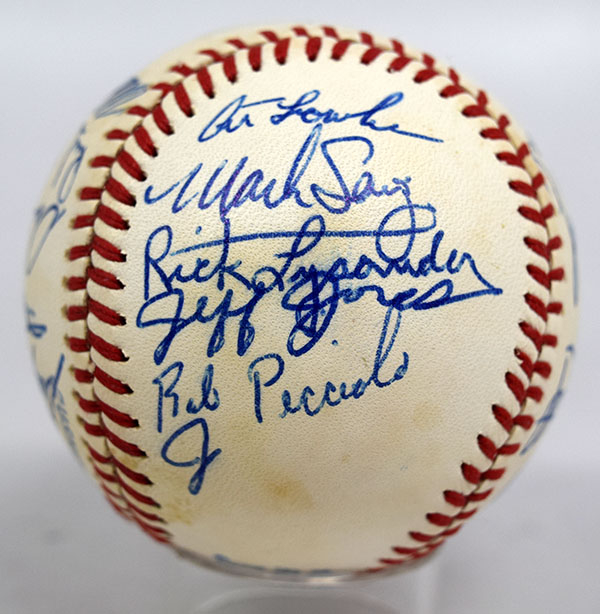 Art Fowler
Mark Souza
Rick Lysander
Jeff Jones
Rob Picciolo
J